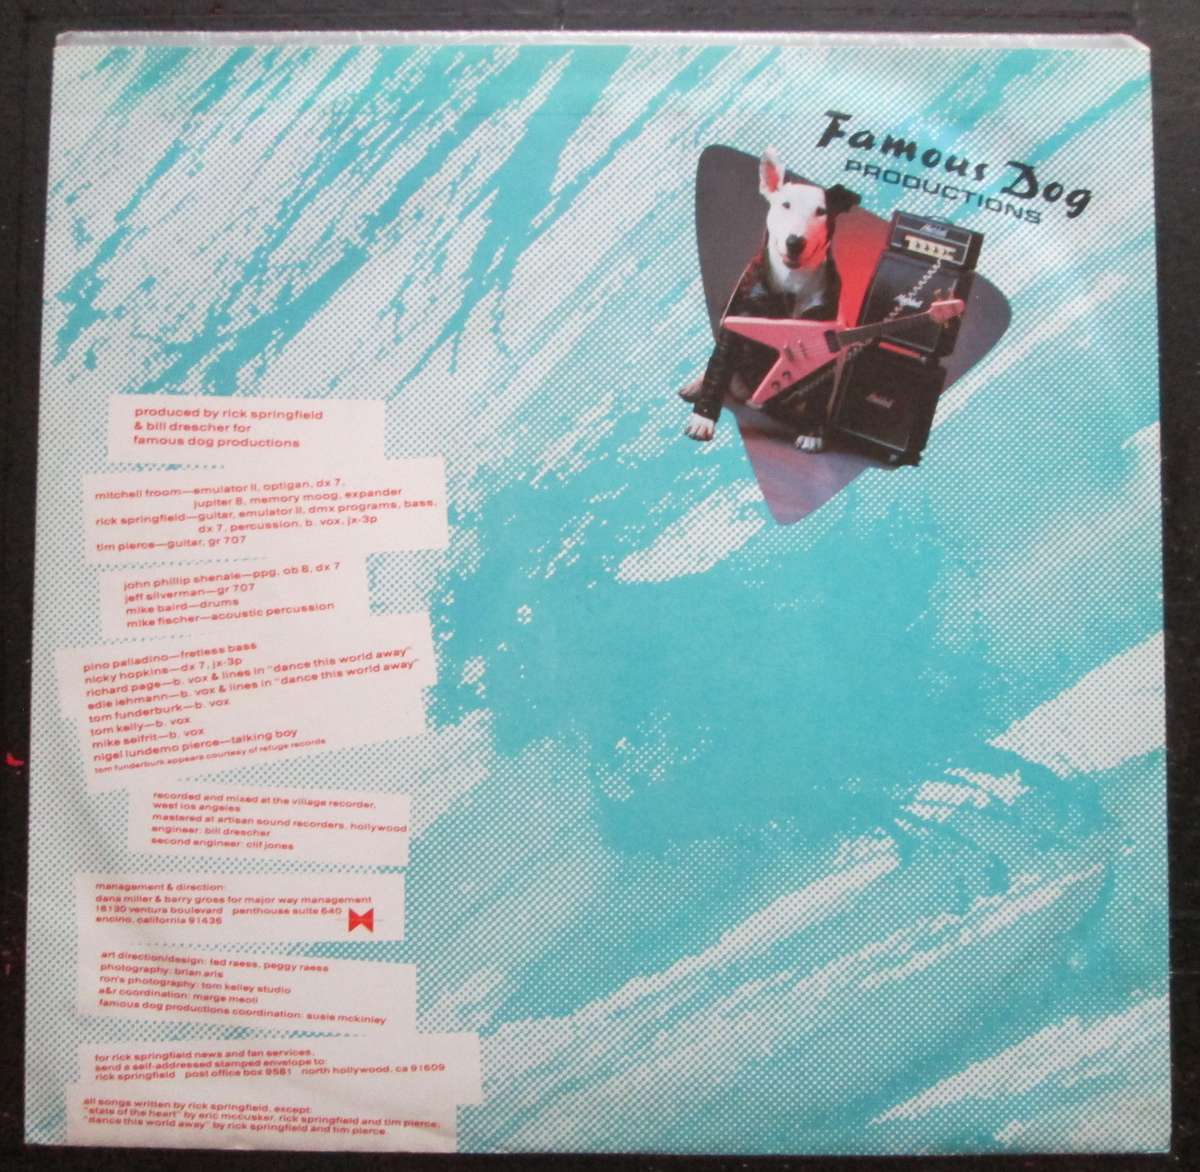 Famous Dog
PRODUCTIONS
produced by rick springfield
& bill drescher for
famous dog productions
mitchell froom—emulator II, optigan, dx 7,
jupiter 8, memory moog, expander
rick springfield—guitar, emulator II, dmx programs, bass,
dx 7, percussion, b. vox, jx-3p
tim pierce—guitar, gr 707
john phillip shenale—ppg, ob 8, dx 7
jeff silverman—gr 707
mike baird—drums
mike fischer—acoustic percussion
pino palladino—fretless bass
nicky hopkins—dx 7, jx-3p
richard page—b. vox & lines in "dance this world away"
edie lehmann—b. vox & lines in "dance this world away"
tom funderburk—b. vox
tom kelly—b. vox
mike seifrit—b. vox
nigel lundemo pierce—talking boy
tom funderburk appears courtesy of refuge records
recorded and mixed at the village recorder,
west los angeles
mastered at artisan sound recorders, hollywood
engineer: bill drescher
second engineer: clif jones
management & direction:
dana miller & barry gross for major way management
16130 ventura boulevard penthouse suite 640
encino, california 91436
art direction/design: ted raess, peggy raess
photography: brian aris
ron's photography: tom kelley studio
a&r coordination: marge meoli
famous dog productions coordination: susie mckinley
for rick springfield news and fan services,
send a self-addressed stamped envelope to:
rick springfield post office box 9581 north hollywood, ca 91609
all songs written by rick springfield, except:
"state of the heart" by eric mccusker, rick springfield and tim pierce,
"dance this world away" by rick springfield and tim pierce.